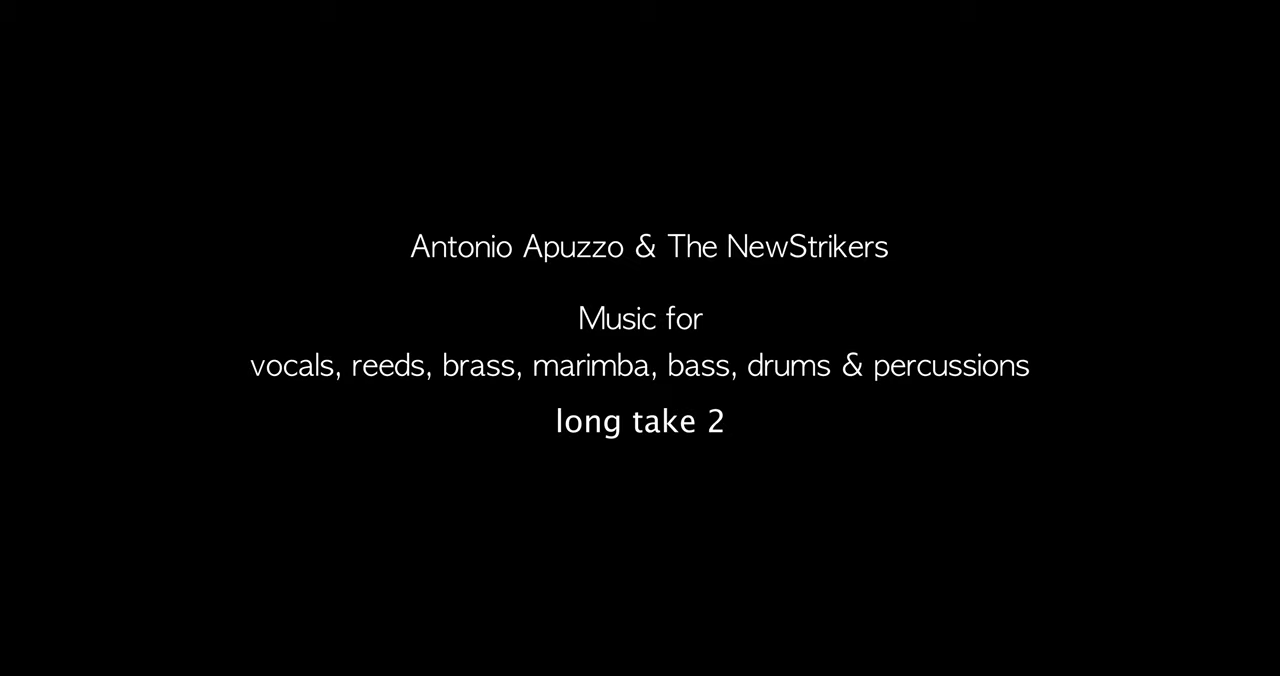 Antonio Apuzzo & The NewStrikers
Music for
vocals, reeds, brass, marimba, bass, drums & percussions
long take 2